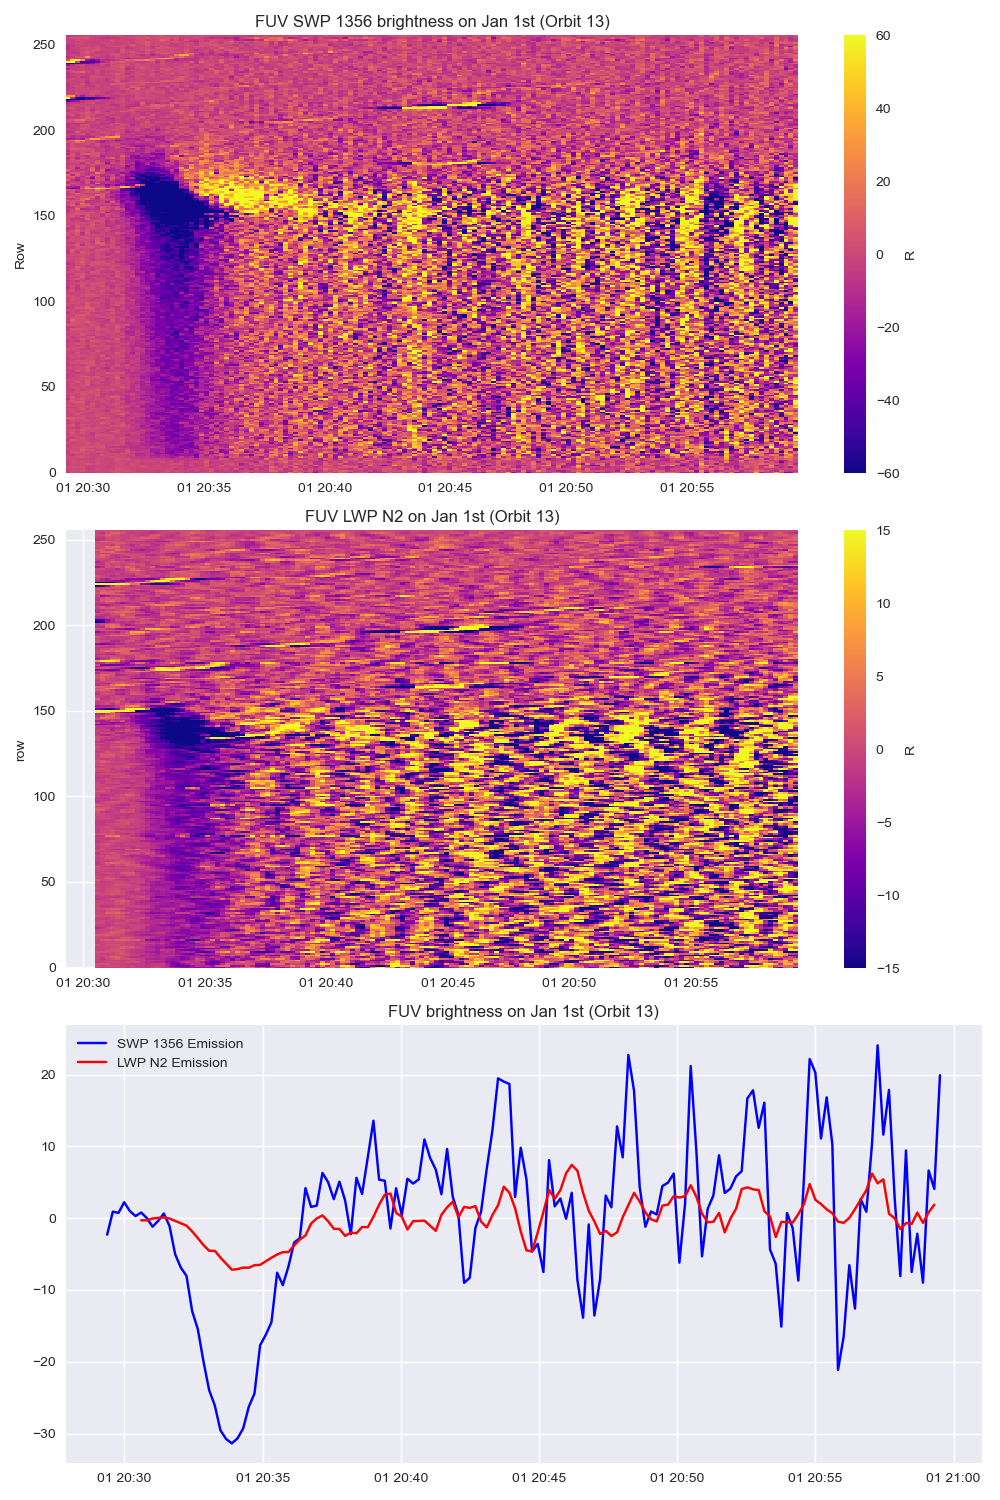 FUV SWP 1356 brightness on Jan 1st (Orbit 13)
250
200
150
100
50
0
Row
01 20:30 01 20:35 01 20:40 01 20:45 01 20:50 01 20:55
60
40
20
0
−20
−40
−60
R
FUV LWP N2 on Jan 1st (Orbit 13)
250
200
150
100
50
0
row
01 20:30 01 20:35 01 20:40 01 20:45 01 20:50 01 20:55
15
10
5
0
−5
−10
−15
R
FUV brightness on Jan 1st (Orbit 13)
SWP 1356 Emission
LWP N2 Emission
20
10
0
−10
−20
−30
01 20:30 01 20:35 01 20:40 01 20:45 01 20:50 01 20:55 01 21:00